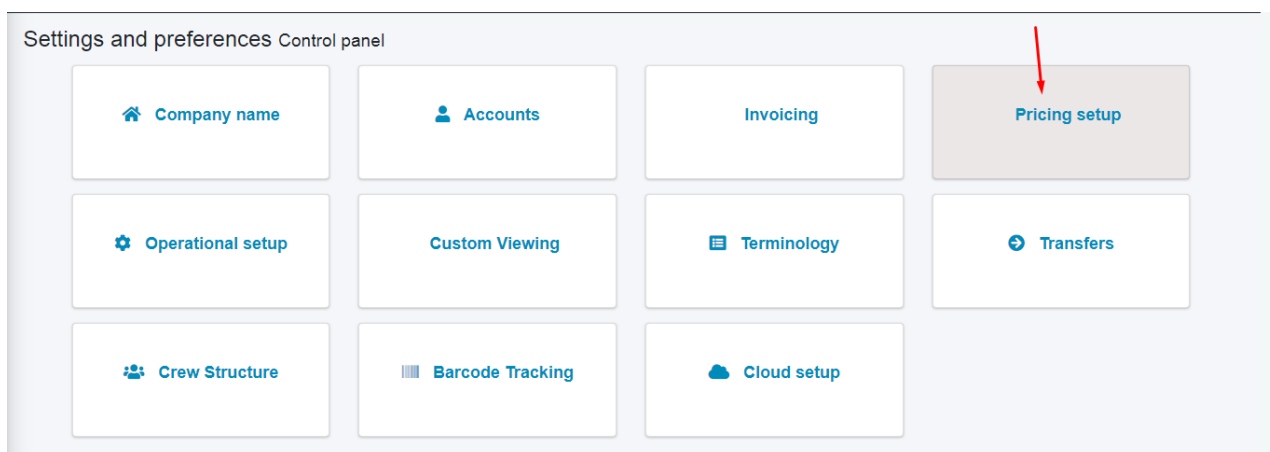 Settings and preferences Control panel
Company name
Accounts
Invoicing
Pricing setup
Operational setup
Custom Viewing
Terminology
Transfers
Crew Structure
Barcode Tracking
Cloud setup